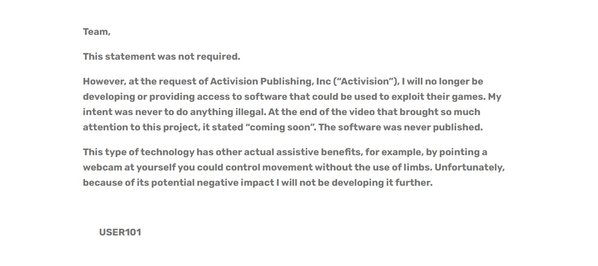 Team,
This statement was not required.
However, at the request of Activision Publishing, Inc (“Activision”), I will no longer be
developing or providing access to software that could be used to exploit their games. My
intent was never to do anything illegal. At the end of the video that brought so much
attention to this project, it stated “coming soon”. The software was never published.
This type of technology has other actual assistive benefits, for example, by pointing a
webcam at yourself you could control movement without the use of limbs. Unfortunately,
because of its potential negative impact I will not be developing it further.
USER101